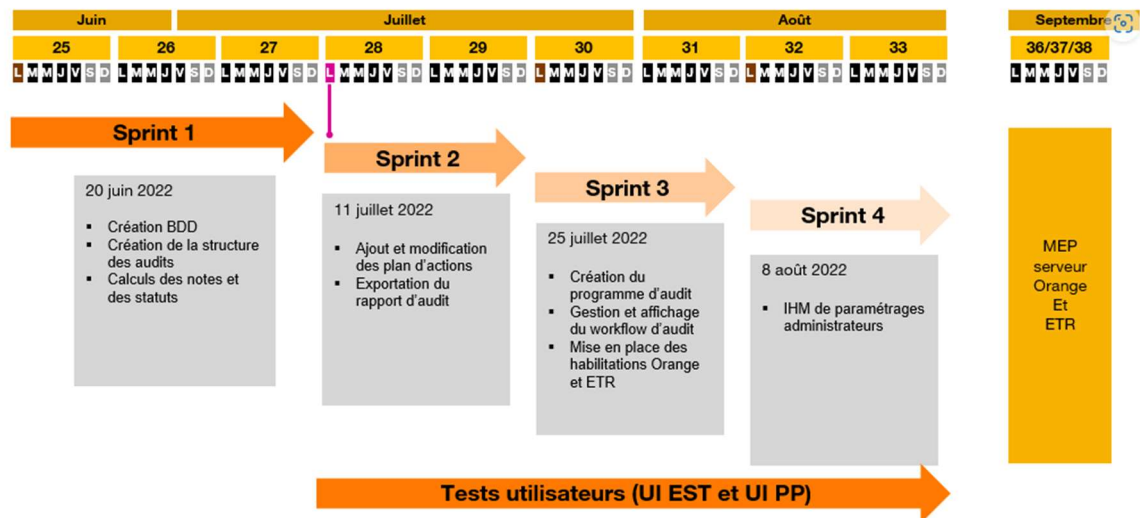 Juin
Juillet
Août
Septembre
25
26
27
28
29
30
31
32
33
36/37/38
L M M J V S D
L M M J V S D
L M M J V S D
L M M J V S D
L M M J V S D
L M M J V S D
L M M J V S D
L M M J V S D
L M M J V S D
L M M J V S D
Sprint 1
20 juin 2022
▪ Création BDD
▪ Création de la structure
des audits
▪ Calculs des notes et
des statuts
Sprint 2
11 juillet 2022
▪ Ajout et modification
des plan d'actions
▪ Exportation du
rapport d'audit
Sprint 3
25 juillet 2022
▪ Création du
programme d'audit
▪ Gestion et affichage
du workflow d'audit
▪ Mise en place des
habilitations Orange
et ETR
Sprint 4
8 août 2022
▪ IHM de paramétrages
administrateurs
MEP
serveur
Orange
Et
ETR
Tests utilisateurs (UI EST et UI PP)